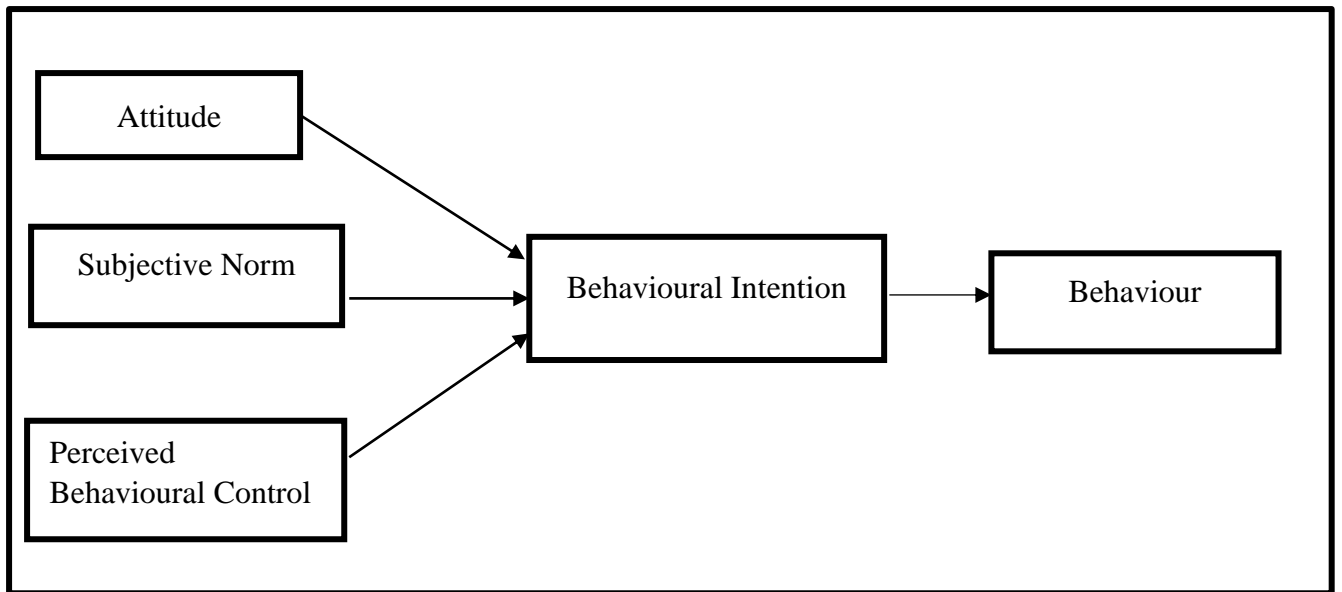 Attitude
Subjective Norm
Behavioural Intention
Behaviour
Perceived
Behavioural Control